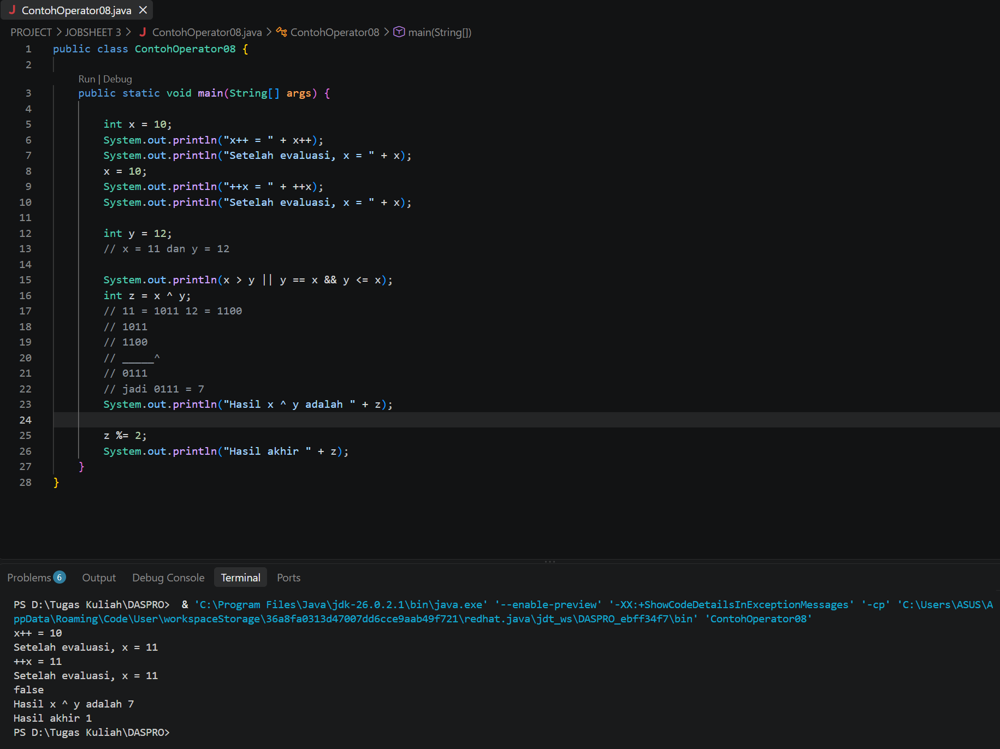 ContohOperator08.java
PROJECT > JOBSHEET 3 > ContohOperator08.java > ContohOperator08 > main(String[])
1 public class ContohOperator08 {
2
Run | Debug
3 public static void main(String[] args) {
4
5 int x = 10;
6 System.out.println("x++ = " + x++);
7 System.out.println("Setelah evaluasi, x = " + x);
8 x = 10;
9 System.out.println("++x = " + ++x);
10 System.out.println("Setelah evaluasi, x = " + x);
11
12 int y = 12;
13 // x = 11 dan y = 12
14
15 System.out.println(x > y || y == x && y <= x);
16 int z = x ^ y;
17 // 11 = 1011 12 = 1100
18 // 1011
19 // 1100
20 // _____^
21 // 0111
22 // jadi 0111 = 7
23 System.out.println("Hasil x ^ y adalah " + z);
24
25 z %= 2;
26 System.out.println("Hasil akhir " + z);
27 }
28 }
Problems 6 Output Debug Console Terminal Ports
PS D:\Tugas Kuliah\DASPRO>  & 'C:\Program Files\Java\jdk-26.0.2.1\bin\java.exe' '--enable-preview' '-XX:+ShowCodeDetailsInExceptionMessages' '-cp' 'C:\Users\ASUS\A
ppData\Roaming\Code\User\workspaceStorage\36a8fa0313d47007dd6cce9aab49f721\redhat.java\jdt_ws\DASPRO_ebff34f7\bin' 'ContohOperator08'
x++ = 10
Setelah evaluasi, x = 11
++x = 11
Setelah evaluasi, x = 11
false
Hasil x ^ y adalah 7
Hasil akhir 1
PS D:\Tugas Kuliah\DASPRO>